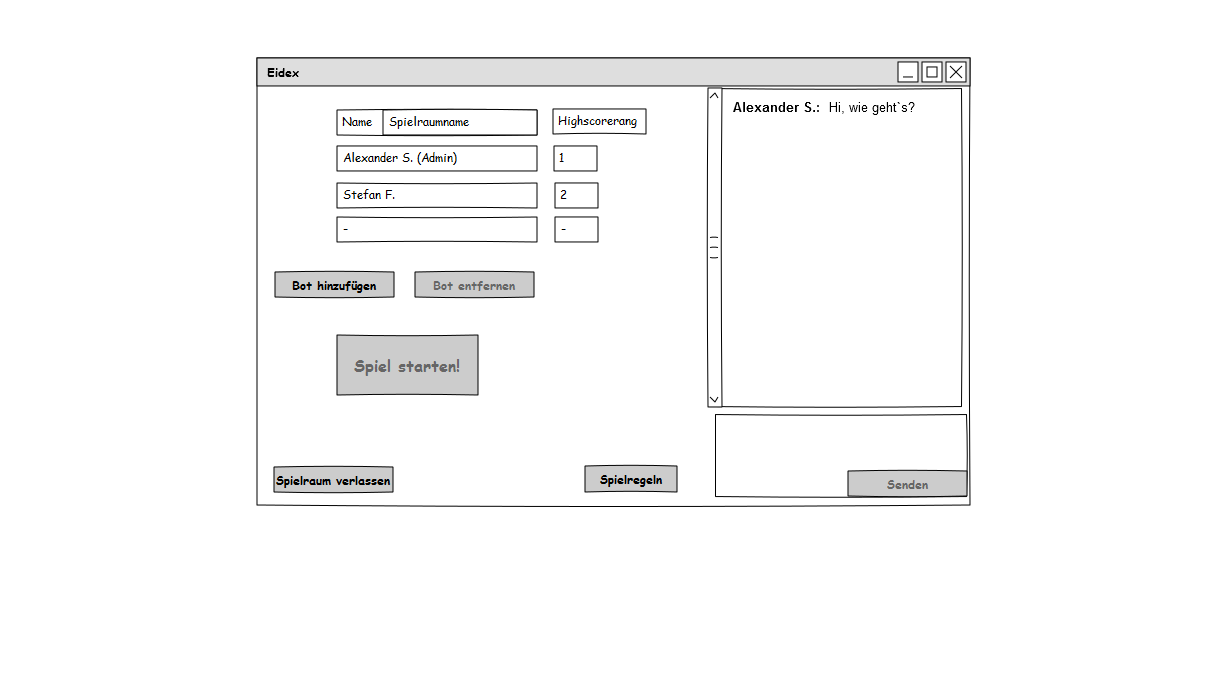 Eidex
Name Spielraumname Highscorerang
Alexander S. (Admin) 1
Stefan F. 2
- -
Bot hinzufügen Bot entfernen
Spiel starten!
Spielraum verlassen Spielregeln
Alexander S.: Hi, wie geht`s?
Senden